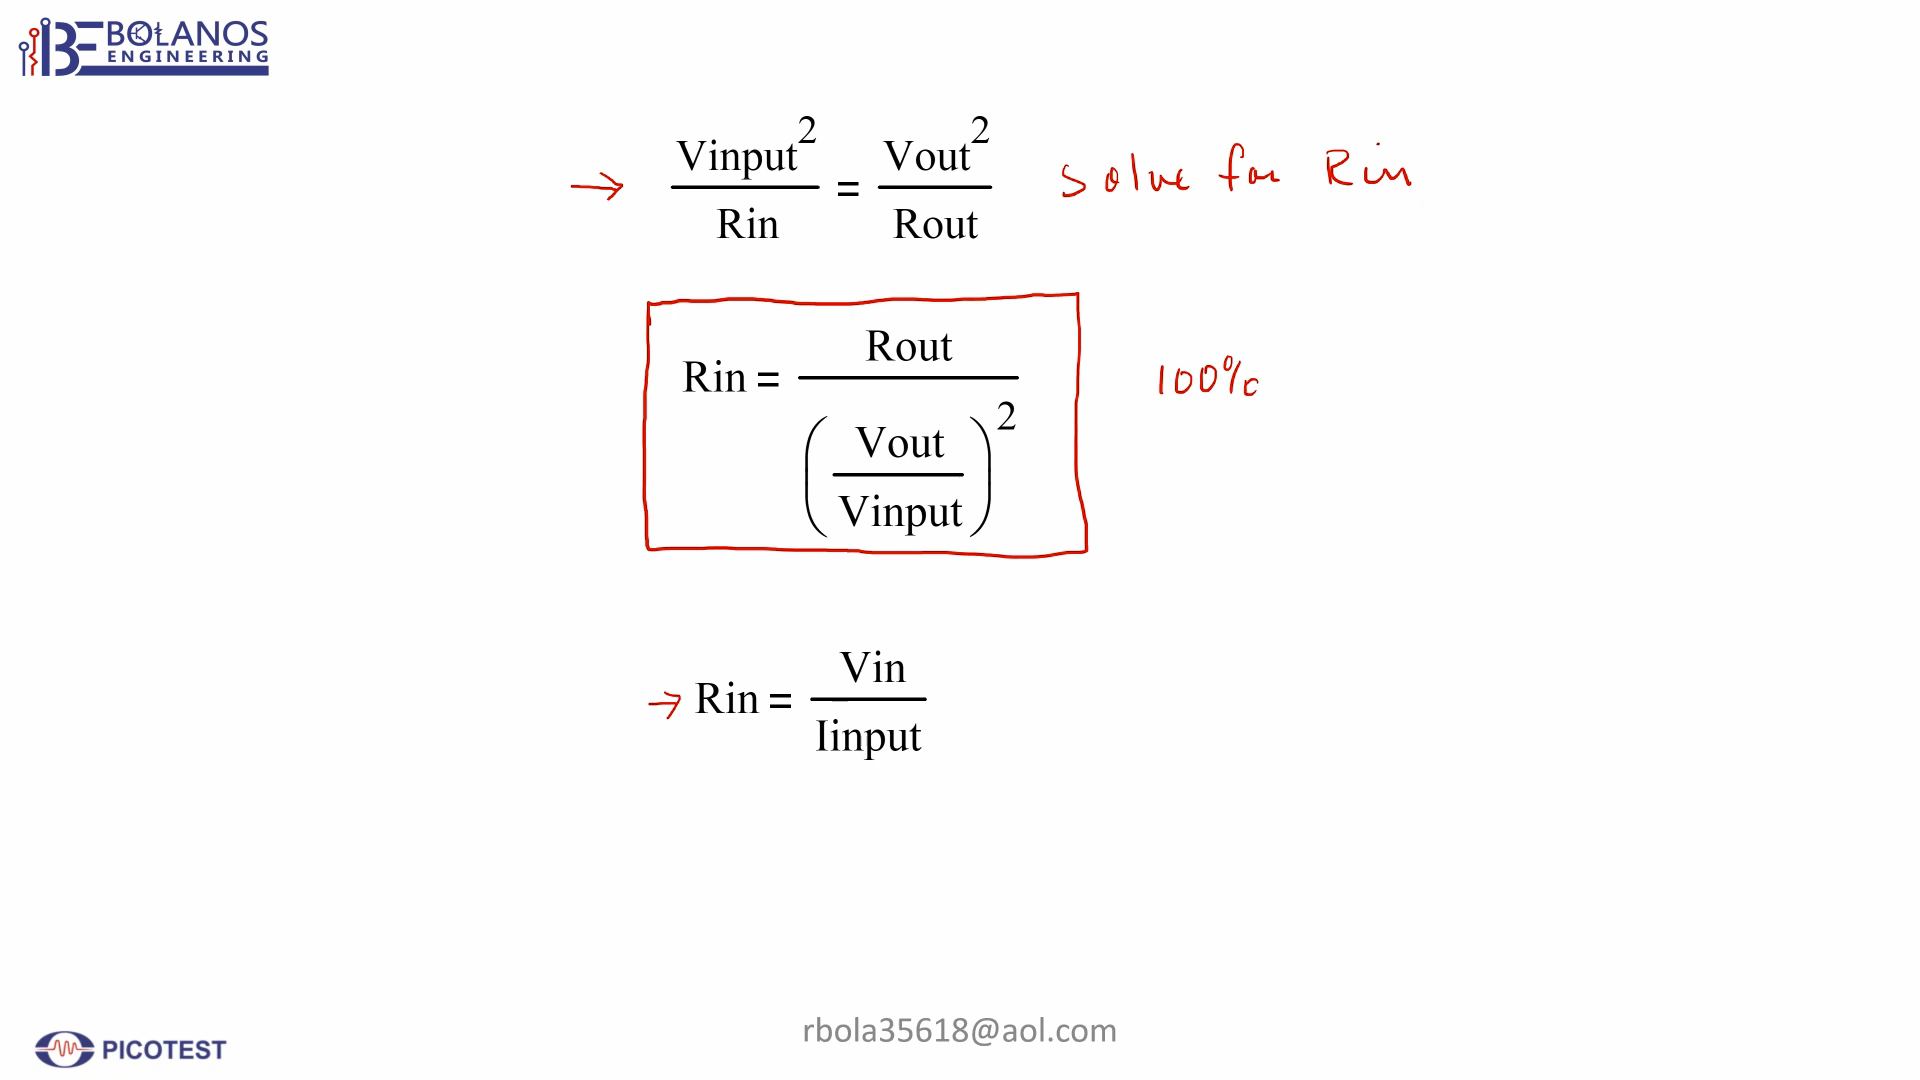 BOLANOS
ENGINEERING
Vinput² / Rin = Vout² / Rout solve for Rin
Rin = Rout / (Vout / Vinput)² 100%
→ Rin = Vin / Iinput
rbola35618@aol.com
PICOTEST